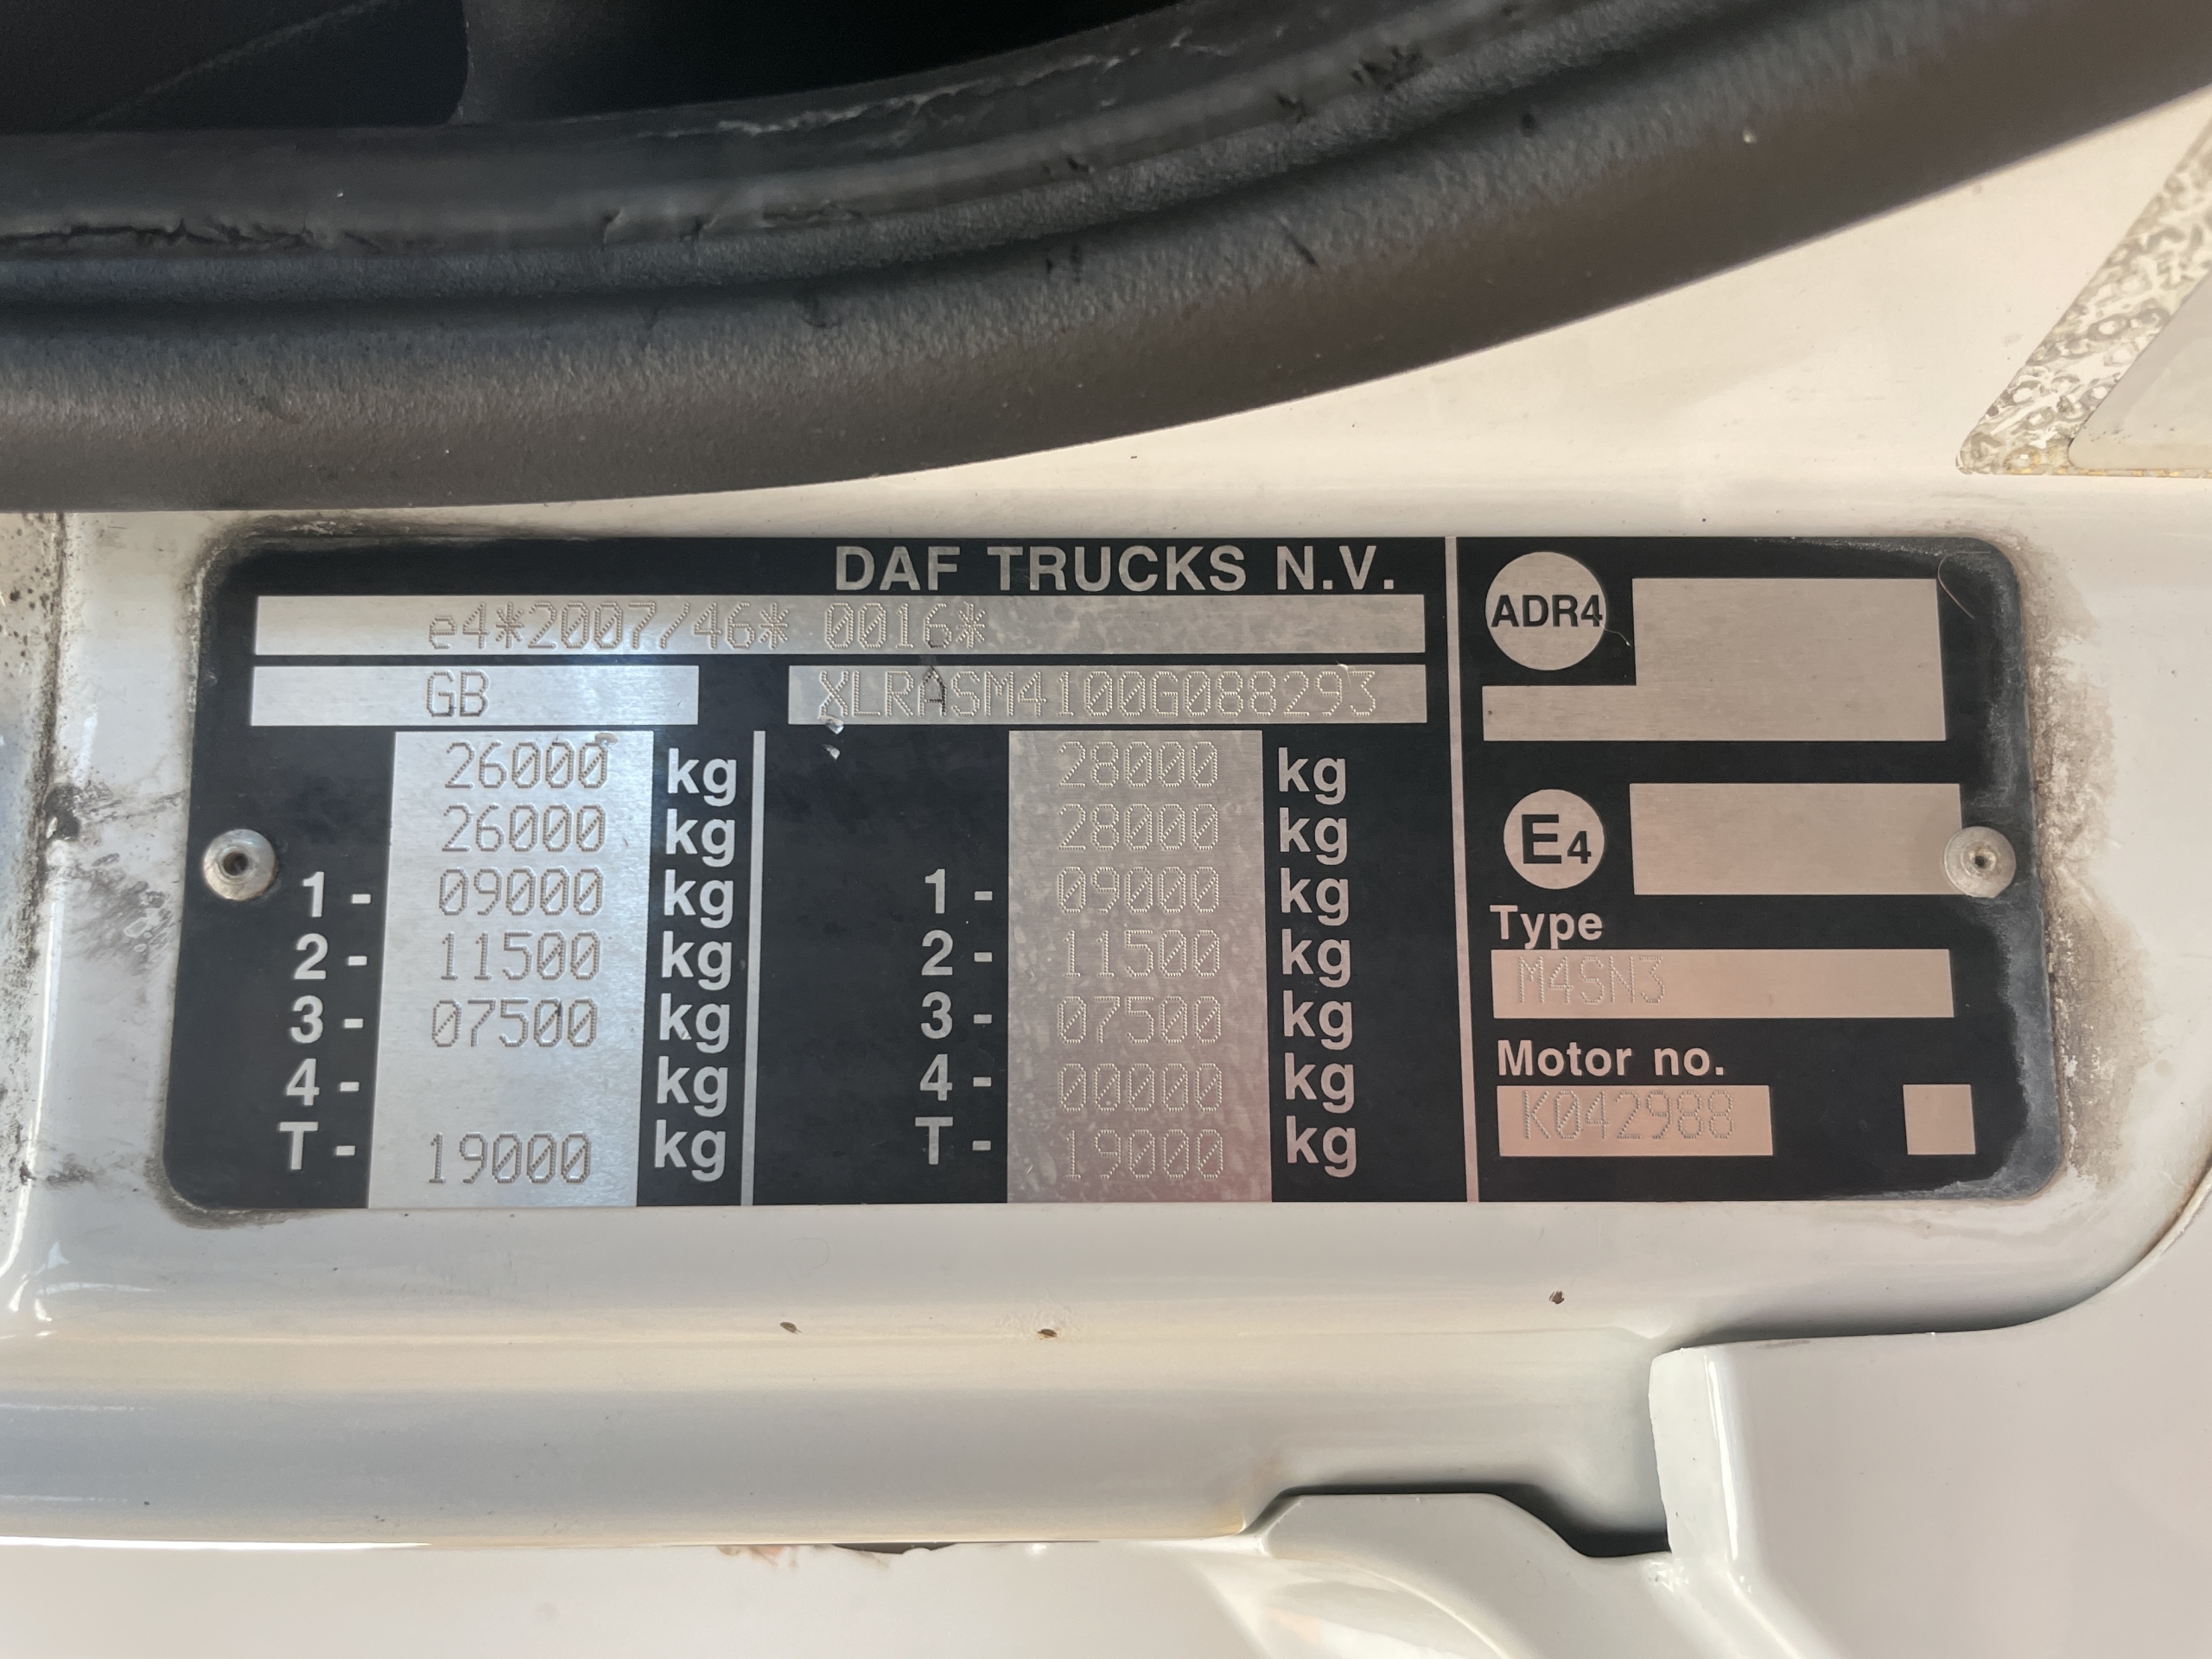 DAF TRUCKS N.V.
e4*2007/46* 0016*
GB XLRASM4100G088293
26000 kg 28000 kg
26000 kg 28000 kg
1- 09000 kg 1- 09000 kg
2- 11500 kg 2- 11500 kg
3- 07500 kg 3- 07500 kg
4- kg 4- 00000 kg
T- 19000 kg T- 19000 kg
ADR4
E4
Type
M4SN3
Motor no.
K042988